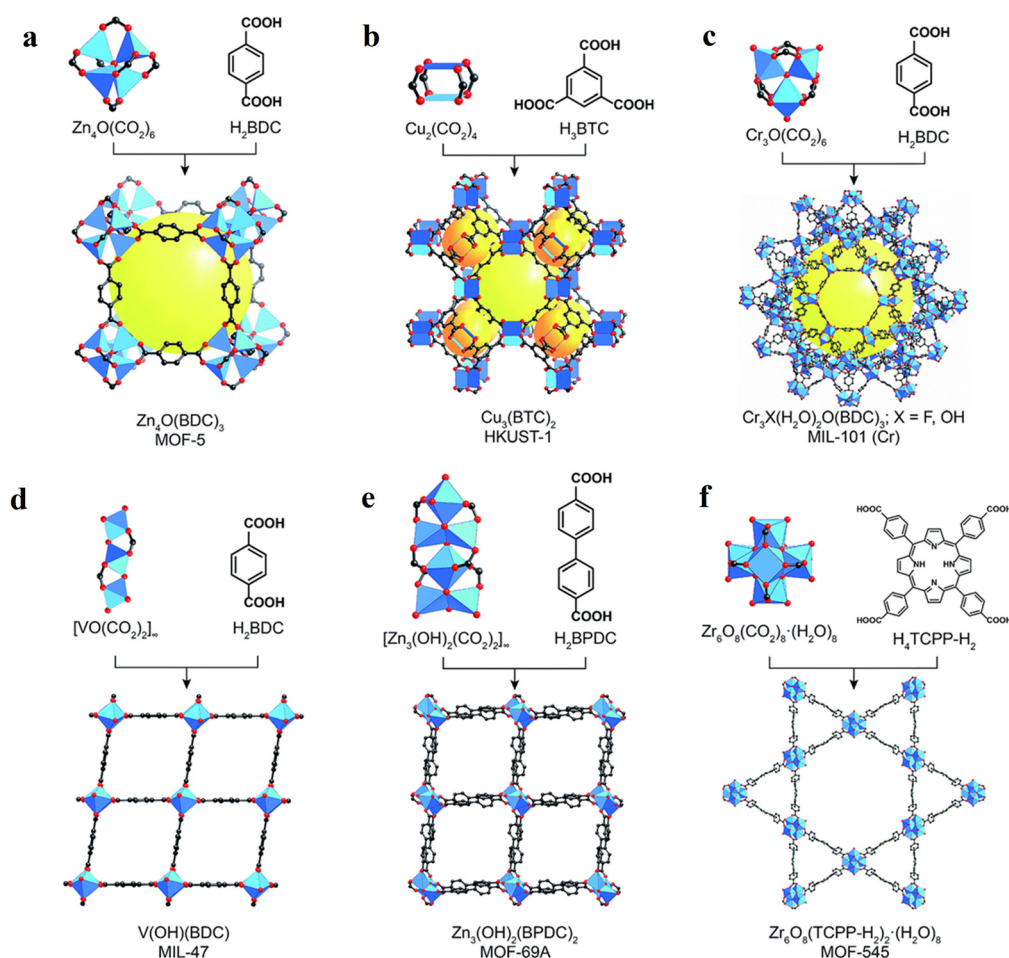 a
COOH
COOH
Zn₄O(CO₂)₆
H₂BDC
Zn₄O(BDC)₃
MOF-5
b
COOH
HOOC
COOH
Cu₂(CO₂)₄
H₃BTC
Cu₃(BTC)₂
HKUST-1
c
COOH
COOH
Cr₃O(CO₂)₆
H₂BDC
Cr₃X(H₂O)₂O(BDC)₃; X = F, OH
MIL-101 (Cr)
d
COOH
COOH
[VO(CO₂)₂]∞
H₂BDC
V(OH)(BDC)
MIL-47
e
COOH
COOH
[Zn₃(OH)₂(CO₂)₂]∞
H₂BPDC
Zn₃(OH)₂(BPDC)₂
MOF-69A
f
HOOC
COOH
N
NH
HN
N
HOOC
COOH
Zr₆O₈(CO₂)₈·(H₂O)₈
H₄TCPP-H₂
Zr₆O₈(TCPP-H₂)₂·(H₂O)₈
MOF-545